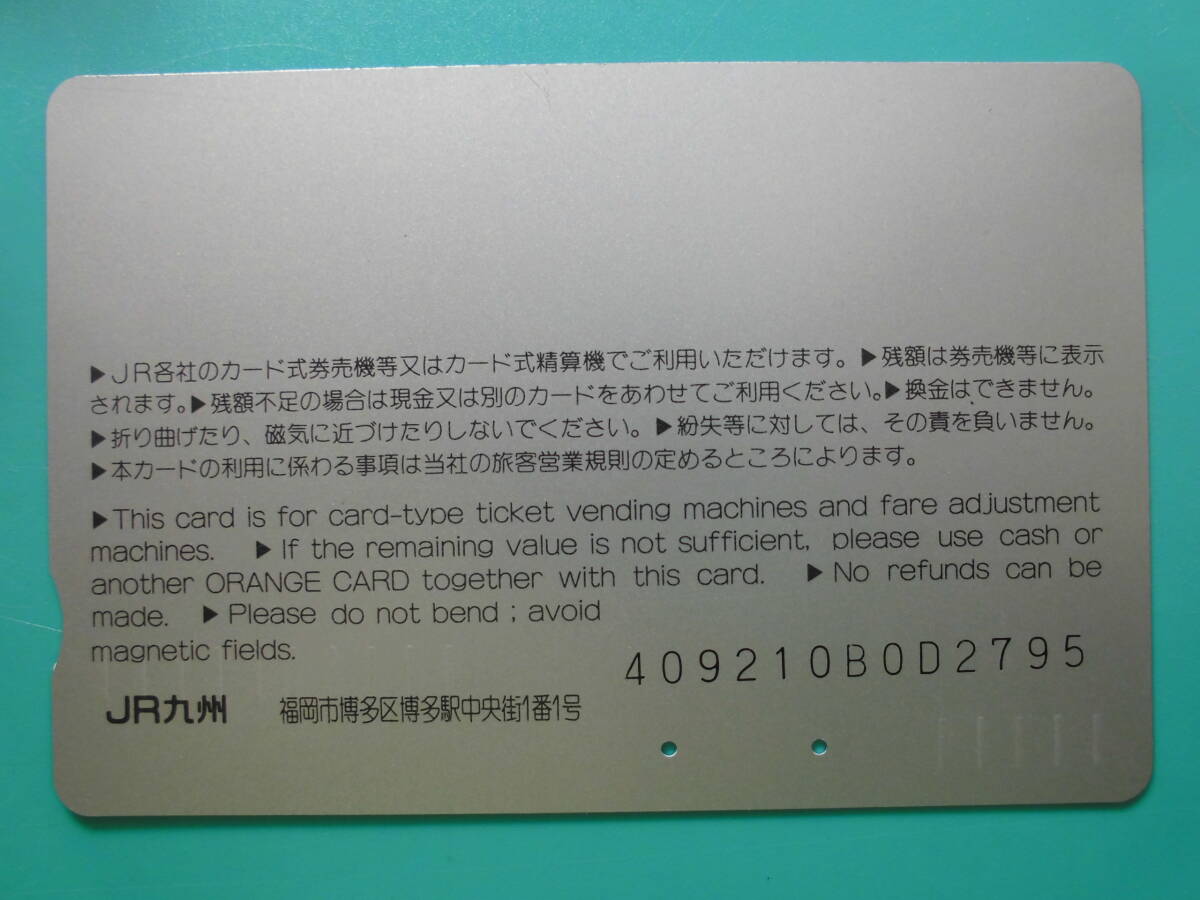 ▶JR各社のカード式券売機等又はカード式精算機でご利用いただけます。▶残額は券売機等に表示
されます。▶残額不足の場合は現金又は別のカードをあわせてご利用ください。▶換金はできません。
▶折り曲げたり、磁気に近づけたりしないでください。▶紛失等に対しては、その責を負いません。
▶本カードの利用に係わる事項は当社の旅客営業規則の定めるところによります。
▶This card is for card-type ticket vending machines and fare adjustment
machines. ▶If the remaining value is not sufficient, please use cash or
another ORANGE CARD together with this card. ▶No refunds can be
made. ▶Please do not bend ; avoid
magnetic fields.
409210B0D2795
JR九州 福岡市博多区博多駅中央街1番1号